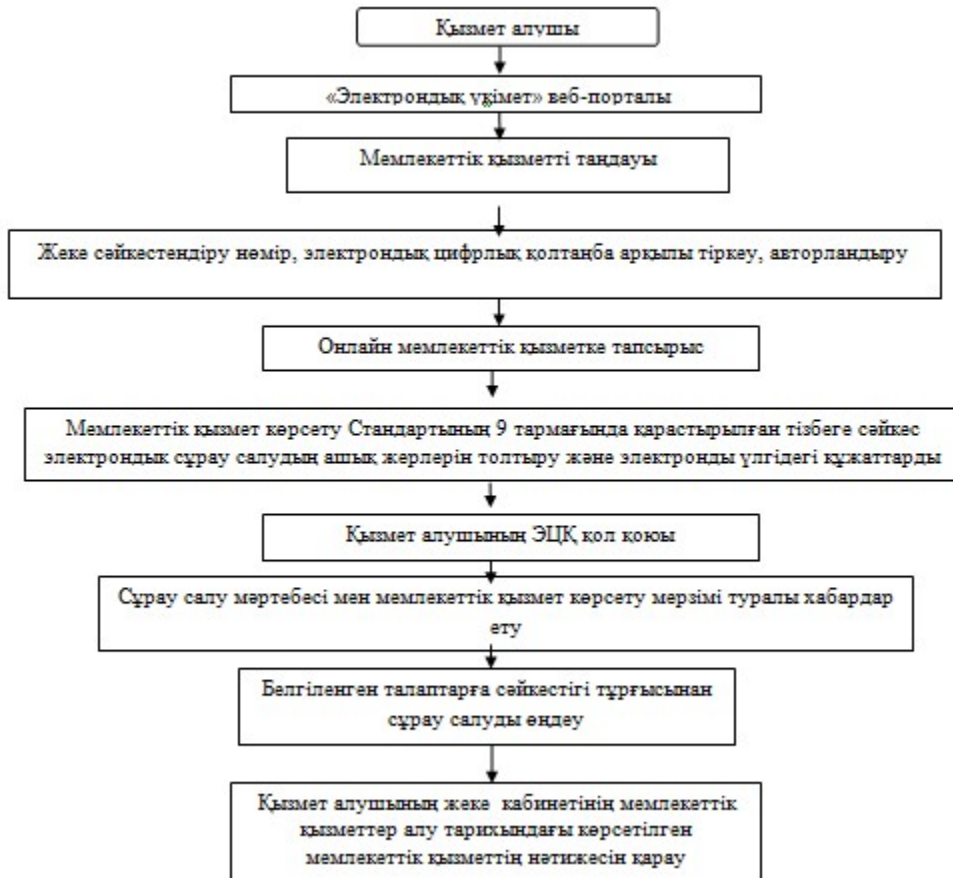 Қызмет алушы
«Электрондық үкімет» веб-порталы
Мемлекеттік қызметті таңдауы
Жеке сәйкестендіру нөмір, электрондық цифрлық қолтаңба арқылы тіркеу, авторландыру
Онлайн мемлекеттік қызметке тапсырыс
Мемлекеттік қызмет көрсету Стандартының 9 тармағында қарастырылған тізбеге сәйкес
электрондык сұрау салудың ашық жерлерін толтыру және электронды үлгідегі құжаттарды
Қызмет алушының ЭЦҚ қол қоюы
Сұрау салу мәртебесі мен мемлекеттік қызмет көрсету мерзімі туралы хабардар
ету
Белгіленген талаптарға сәйкестігі тұрғысынан
сұрау салуды өңдеу
Қызмет алушының жеке кабинетінің мемлекеттік
қызметтер алу тарихындағы көрсетілген
мемлекеттік қызметтің нәтижесін қарау